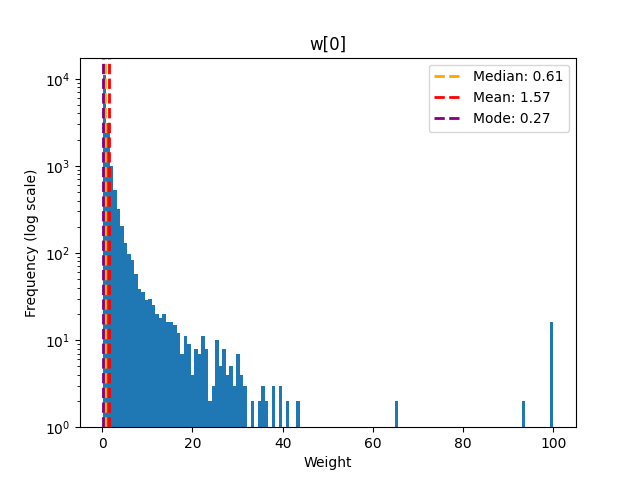 w[0]
Median: 0.61
Mean: 1.57
Mode: 0.27
Frequency (log scale)
10⁴
10³
10²
10¹
10⁰
0 20 40 60 80 100
Weight